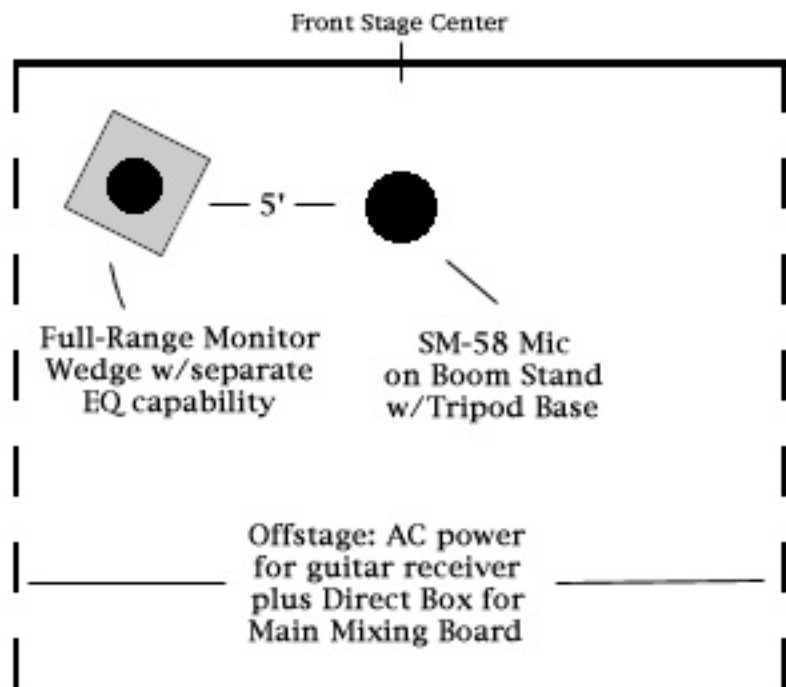 Front Stage Center
5'
Full-Range Monitor
Wedge w/separate
EQ capability
SM-58 Mic
on Boom Stand
w/Tripod Base
Offstage: AC power
for guitar receiver
plus Direct Box for
Main Mixing Board